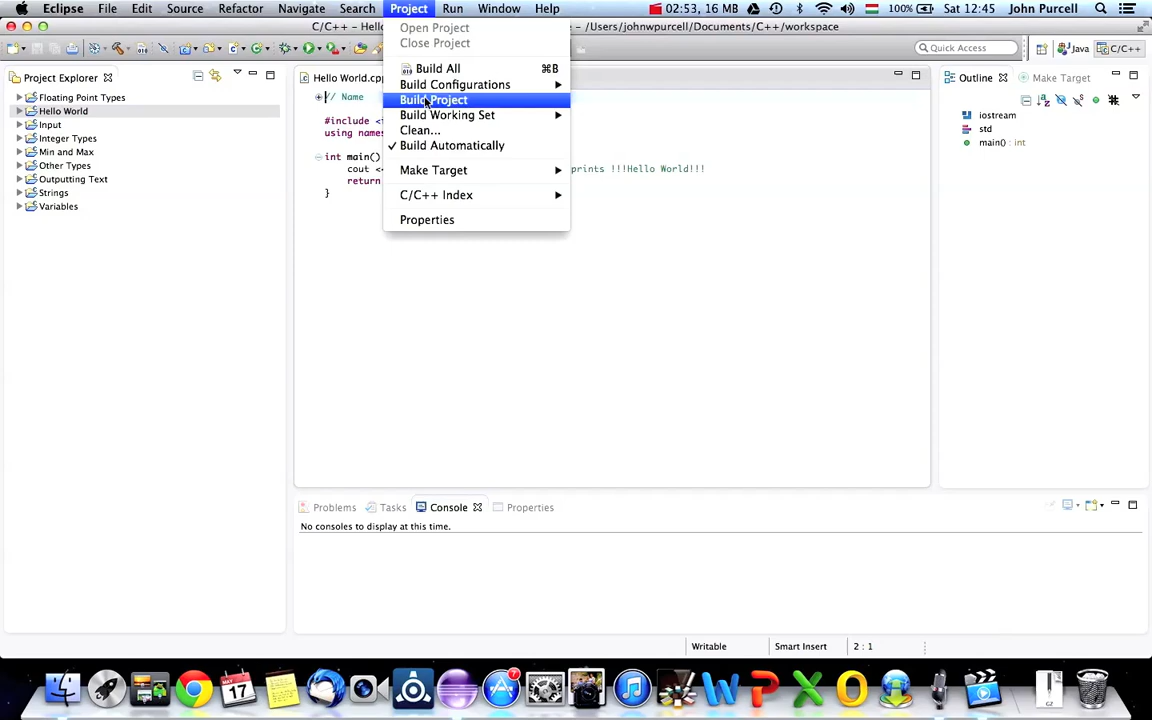 Eclipse File Edit Source Refactor Navigate Search Project Run Window Help 02:53, 16 MB 100% Sat 12:45 John Purcell
C/C++ - Hell - /Users/johnwpurcell/Documents/C++/workspace
Quick Access Java C/C++
Open Project
Close Project
Build All ⌘B
Build Configurations
Build Project
Build Working Set
Clean...
✓ Build Automatically
Make Target
C/C++ Index
Properties
Project Explorer
Floating Point Types
Hello World
Input
Integer Types
Min and Max
Other Types
Outputting Text
Strings
Variables
Hello World.cpp
// Name
#include <
using names
int main()
cout << prints !!!Hello World!!!
return
}
Outline Make Target
iostream
std
main() : int
Problems Tasks Console Properties
No consoles to display at this time.
Writable Smart Insert 2 : 1
MAY
17
7
W P X O
GZ